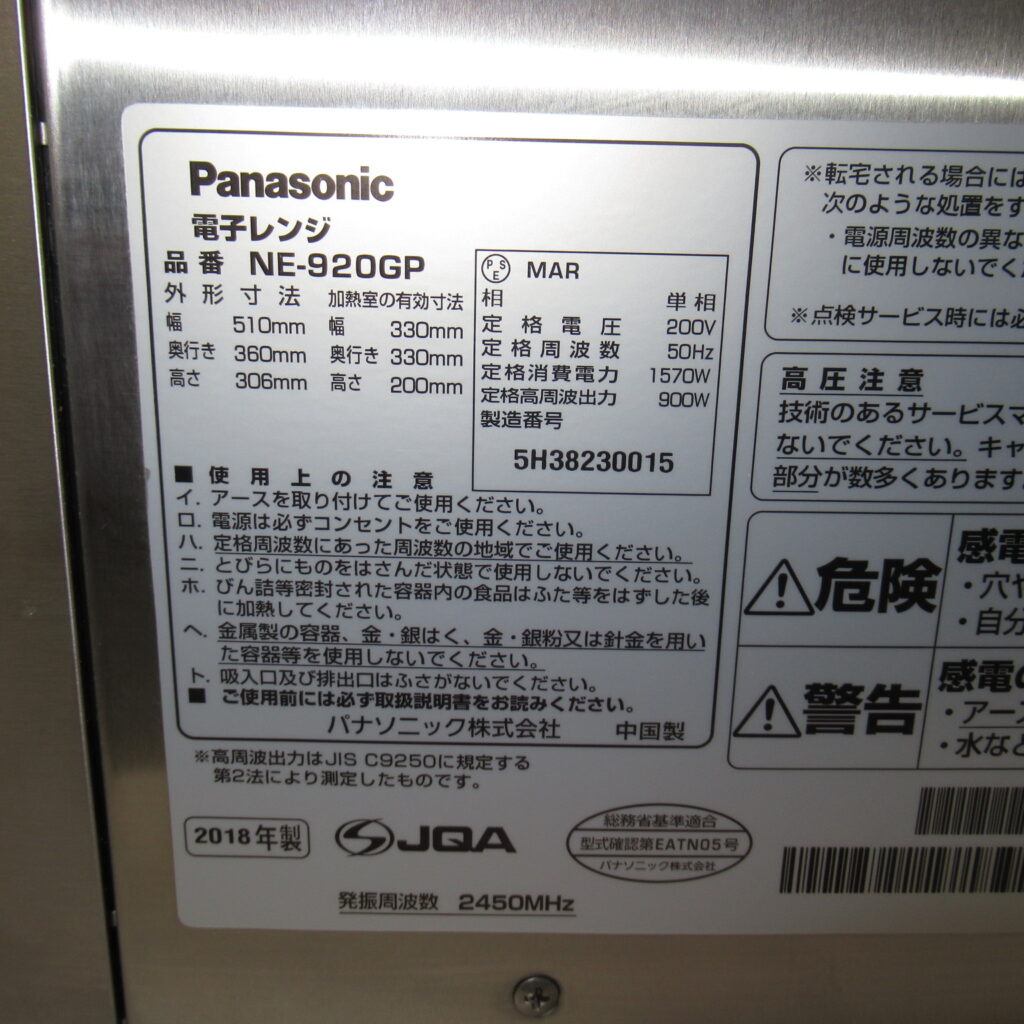 Panasonic
電子レンジ
品番 NE-920GP
外形寸法 加熱室の有効寸法
幅 510mm 幅 330mm
奥行き 360mm 奥行き 330mm
高さ 306mm 高さ 200mm
PSE MAR
相 単相
定格電圧 200V
定格周波数 50Hz
定格消費電力 1570W
定格高周波出力 900W
製造番号
5H38230015
■ 使用上の注意
イ. アースを取り付けてご使用ください。
ロ. 電源は必ずコンセントをご使用ください。
ハ. 定格周波数にあった周波数の地域でご使用ください。
ニ. とびらにものをはさんだ状態で使用しないでください。
ホ. びん詰等密封された容器内の食品はふた等をはずした後
に加熱してください。
ヘ. 金属製の容器、金・銀はく、金・銀粉又は針金を用い
た容器等を使用しないでください。
ト. 吸入口及び排出口はふさがないでください。
■ ご使用前には必ず取扱説明書をお読みください。
パナソニック株式会社 中国製
※高周波出力はJIS C9250に規定する
第2法により測定したものです。
2018年製
JQA
総務省基準適合
型式確認第EATN05号
パナソニック株式会社
発振周波数 2450MHz
※転宅される場合には
次のような処置をす
・電源周波数の異な
に使用しないでく
※点検サービス時には必
高圧注意
技術のあるサービスマ
ないでください。キャ
部分が数多くあります
危険
感電
・穴や
・自分
警告
感電の
・アース
・水など